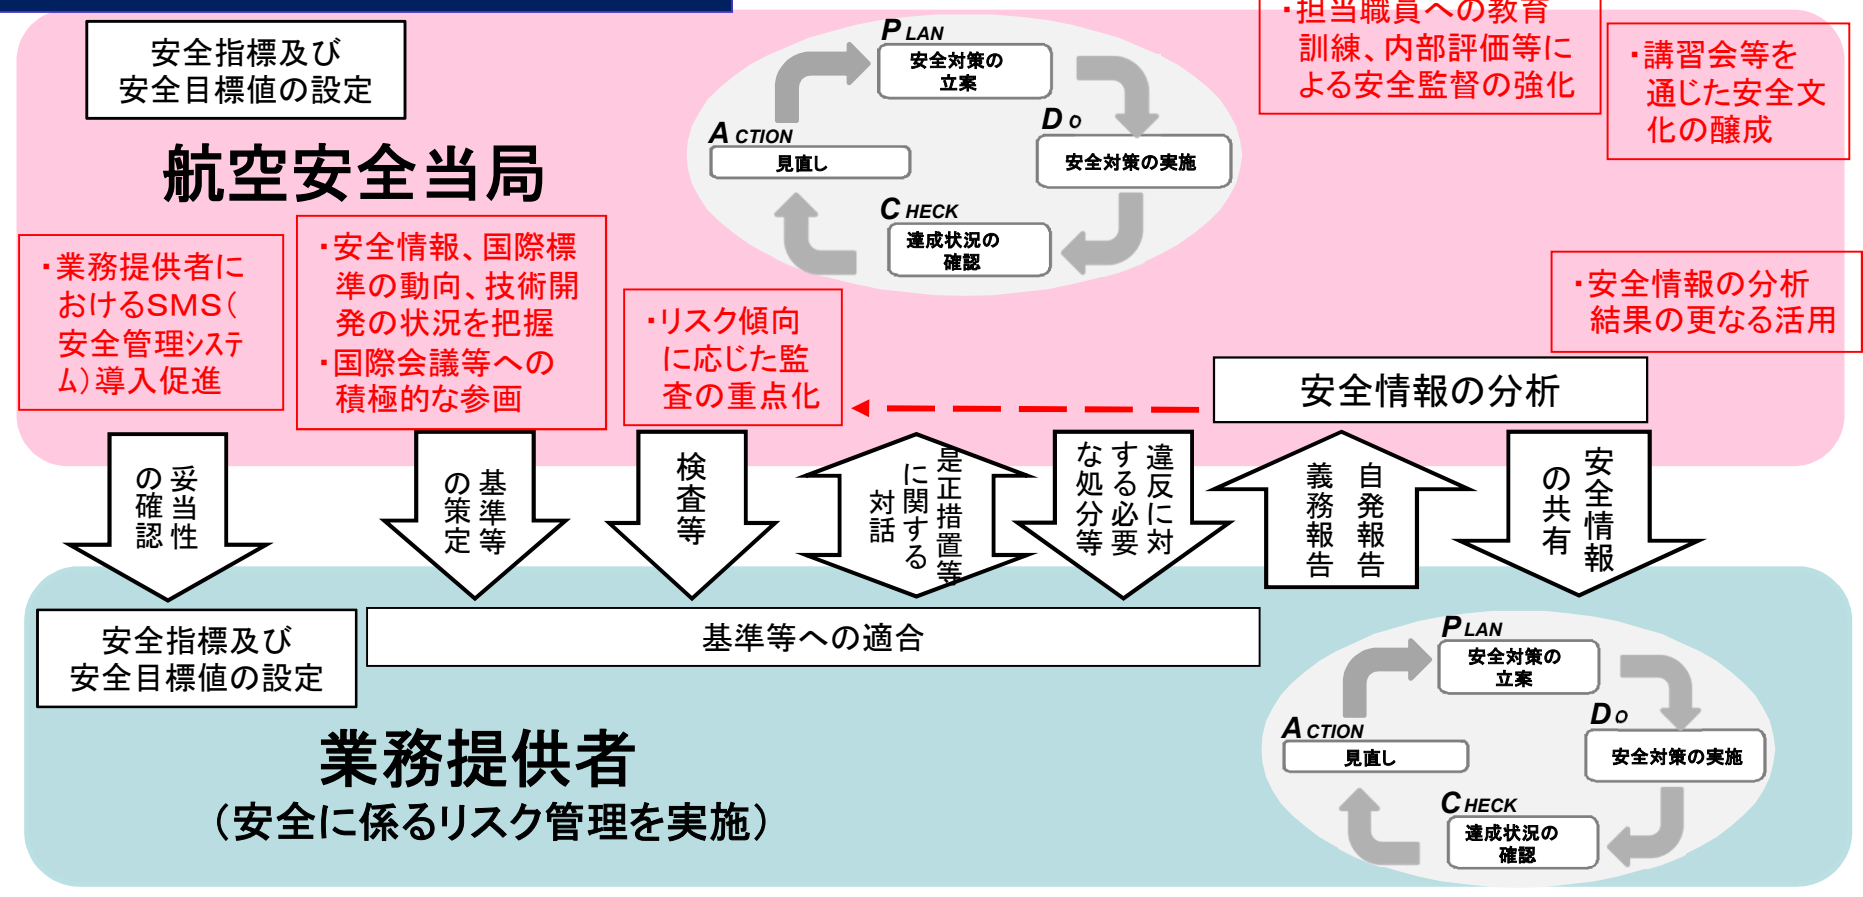 安全指標及び
安全目標値の設定
航空安全当局
PLAN
安全対策の
立案
DO
安全対策の実施
CHECK
達成状況の
確認
ACTION
見直し
・担当職員への教育
訓練、内部評価等に
よる安全監督の強化
・講習会等を
通じた安全文
化の醸成
・業務提供者に
おけるSMS(
安全管理システ
ム)導入促進
・安全情報、国際標
準の動向、技術開
発の状況を把握
・国際会議等への
積極的な参画
・リスク傾向
に応じた監
査の重点化
・安全情報の分析
結果の更なる活用
安全情報の分析
妥当性
の確認
基準等
の策定
検査等
是正措置等
に関する
対話
違反に対
する必要
な処分等
自発報告
義務報告
安全情報
の共有
安全指標及び
安全目標値の設定
基準等への適合
業務提供者
(安全に係るリスク管理を実施)
PLAN
安全対策の
立案
DO
安全対策の実施
CHECK
達成状況の
確認
ACTION
見直し